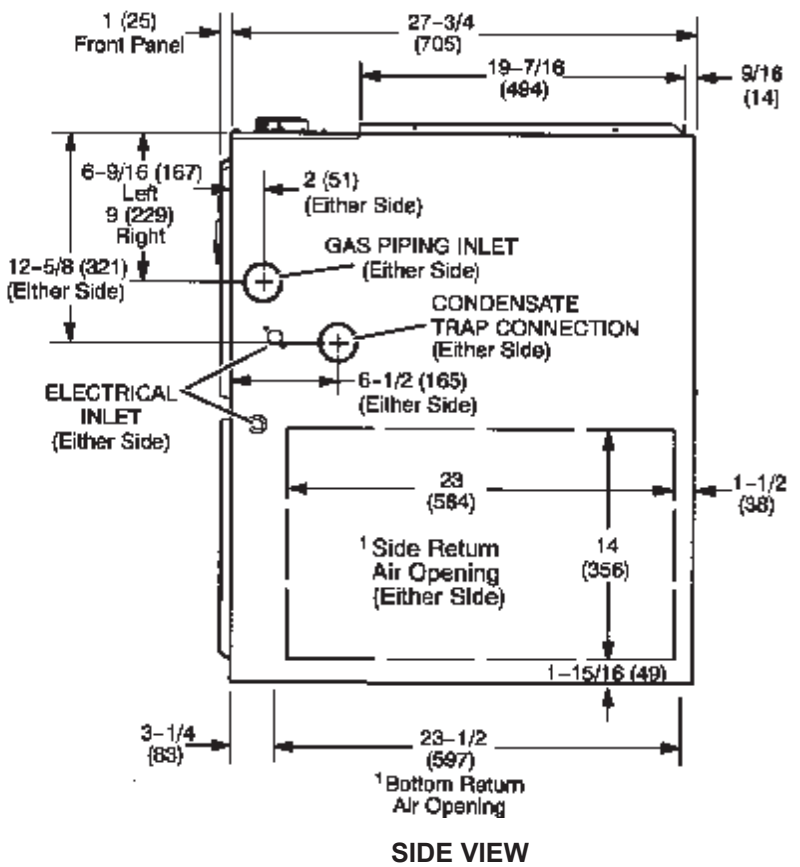 1 (25)
Front Panel
27-3/4
(705)
19-7/16
(494)
9/16
(14)
6-9/16 (167)
Left
9 (229)
Right
2 (51)
(Either Side)
12-5/8 (321)
(Either Side)
GAS PIPING INLET
(Either Side)
CONDENSATE
TRAP CONNECTION
(Either Side)
6-1/2 (165)
(Either Side)
ELECTRICAL
INLET
(Either Side)
23
(584)
1-1/2
(38)
1 Side Return
Air Opening
(Either Side)
14
(356)
1-15/16 (49)
3-1/4
(83)
23-1/2
(597)
1 Bottom Return
Air Opening
SIDE VIEW